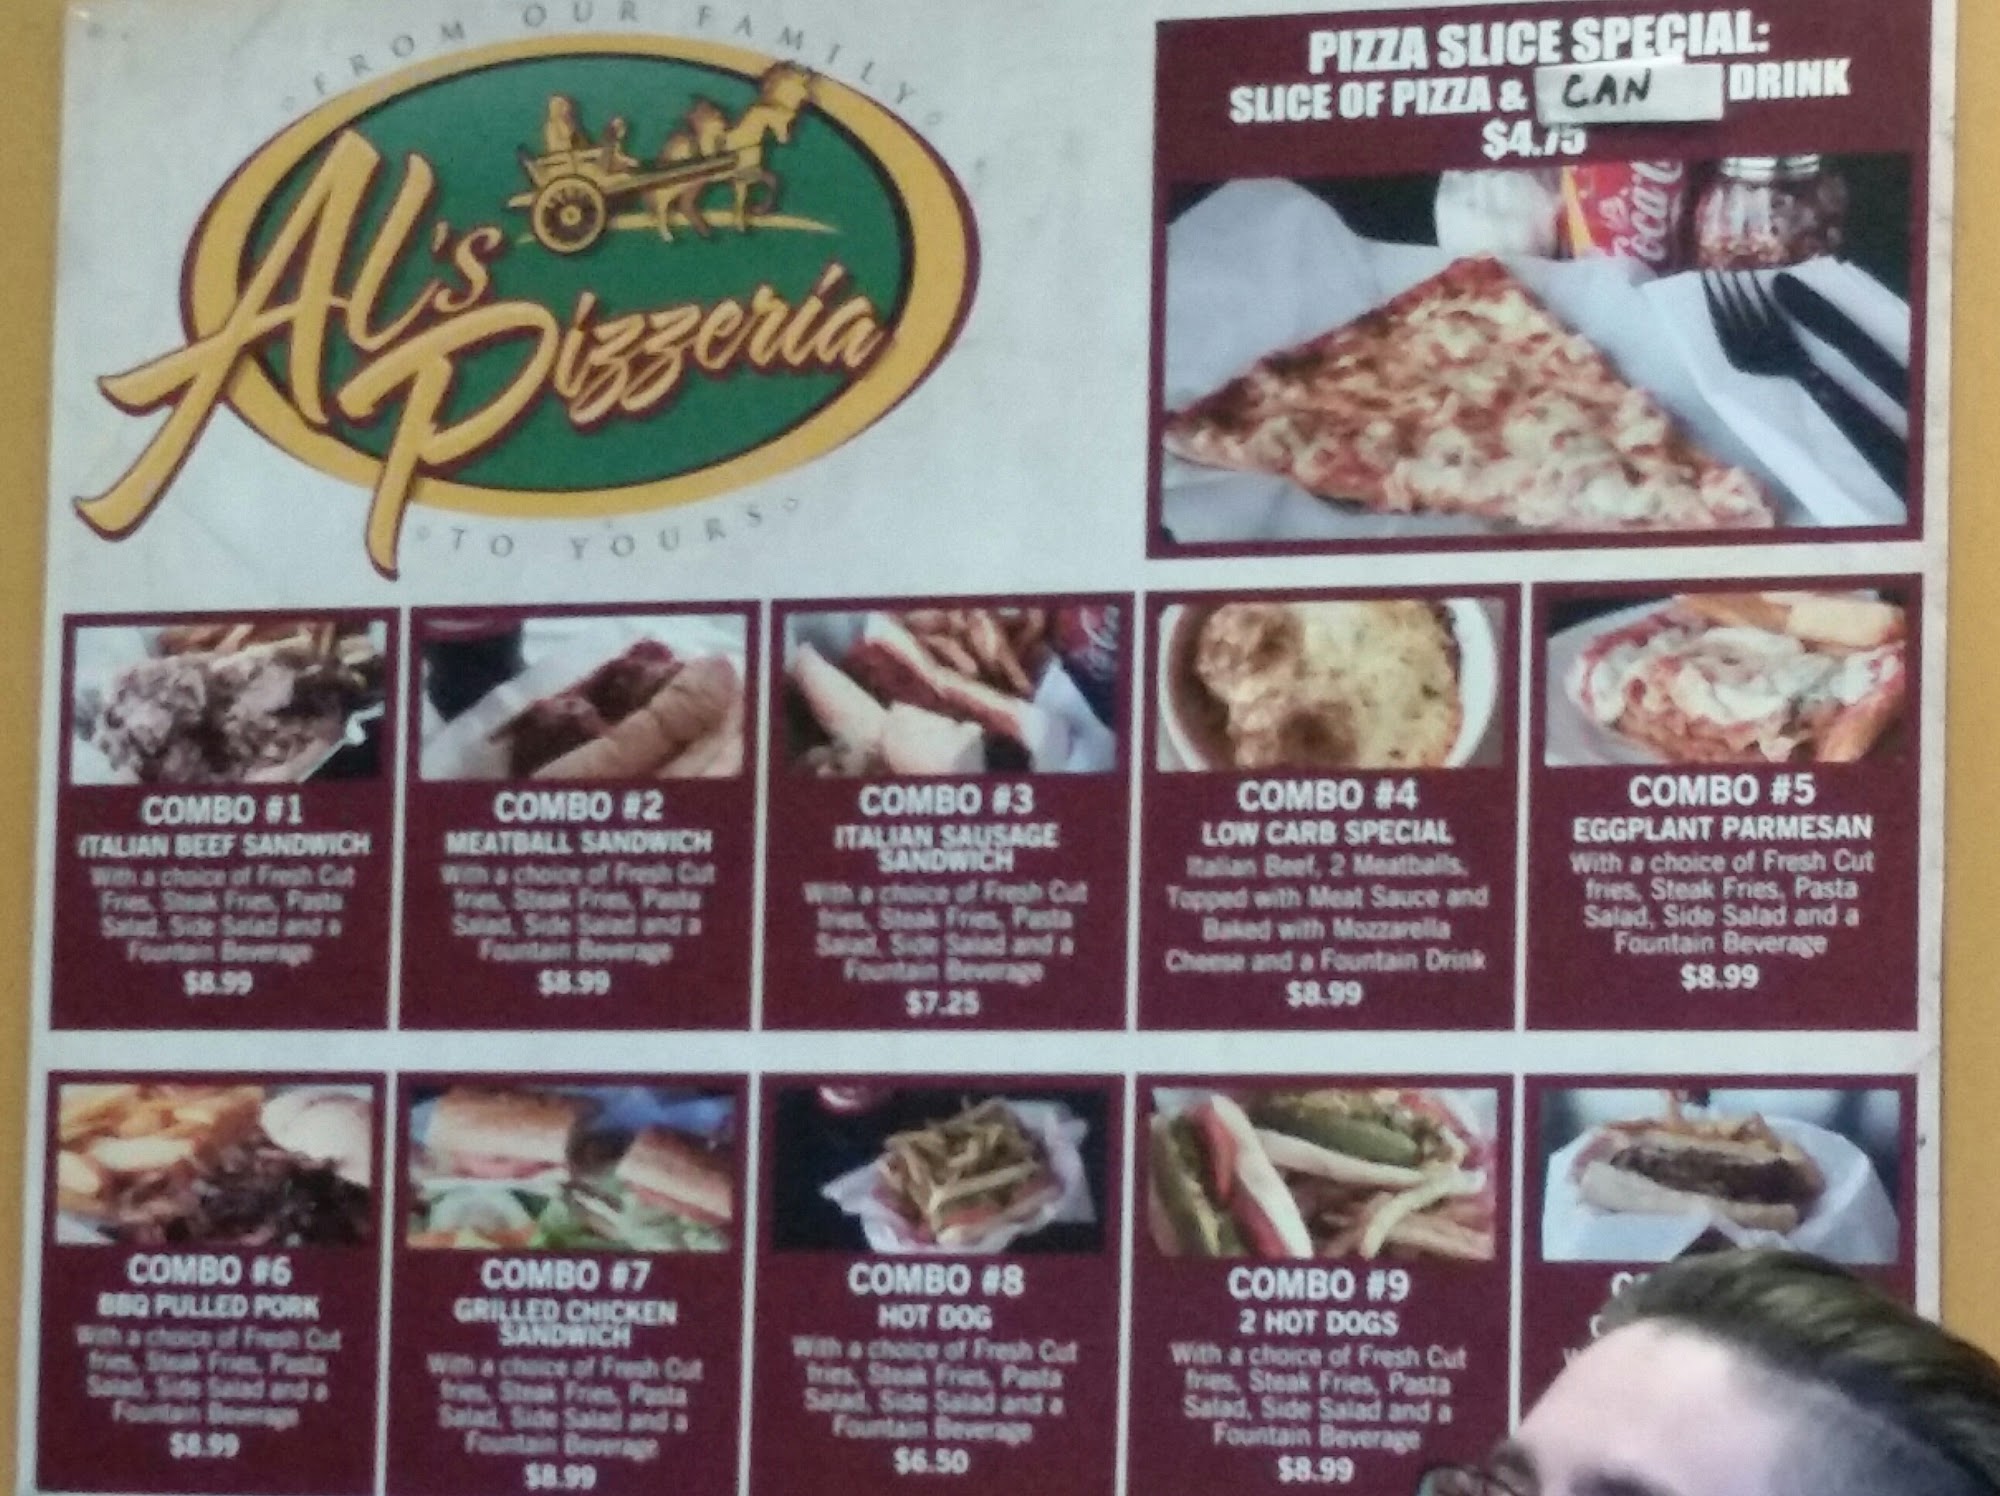 FROM OUR FAMILY
AL's
Pizzeria
TO YOURS
PIZZA SLICE SPECIAL:
SLICE OF PIZZA & CAN DRINK
$4.75
Coca-C
COMBO #1
ITALIAN BEEF SANDWICH
With a choice of Fresh Cut
Fries, Steak Fries, Pasta
Salad, Side Salad and a
Fountain Beverage
$8.99
COMBO #2
MEATBALL SANDWICH
With a choice of Fresh Cut
fries, Steak Fries, Pasta
Salad, Side Salad and a
Fountain Beverage
$8.99
COMBO #3
ITALIAN SAUSAGE
SANDWICH
With a choice of Fresh Cut
fries, Steak Fries, Pasta
Salad, Side Salad and a
Fountain Beverage
$7.25
COMBO #4
LOW CARB SPECIAL
Italian Beef, 2 Meatballs,
Topped with Meat Sauce and
Baked with Mozzarella
Cheese and a Fountain Drink
$8.99
COMBO #5
EGGPLANT PARMESAN
With a choice of Fresh Cut
fries, Steak Fries, Pasta
Salad, Side Salad and a
Fountain Beverage
$8.99
COMBO #6
BBQ PULLED PORK
With a choice of Fresh Cut
fries, Steak Fries, Pasta
Salad, Side Salad and a
Fountain Beverage
$8.99
COMBO #7
GRILLED CHICKEN
SANDWICH
With a choice of Fresh Cut
fries, Steak Fries, Pasta
Salad, Side Salad and a
Fountain Beverage
$8.99
COMBO #8
HOT DOG
With a choice of Fresh Cut
fries, Steak Fries, Pasta
Salad, Side Salad and a
Fountain Beverage
$6.50
COMBO #9
2 HOT DOGS
With a choice of Fresh Cut
fries, Steak Fries, Pasta
Salad, Side Salad and a
Fountain Beverage
$8.99